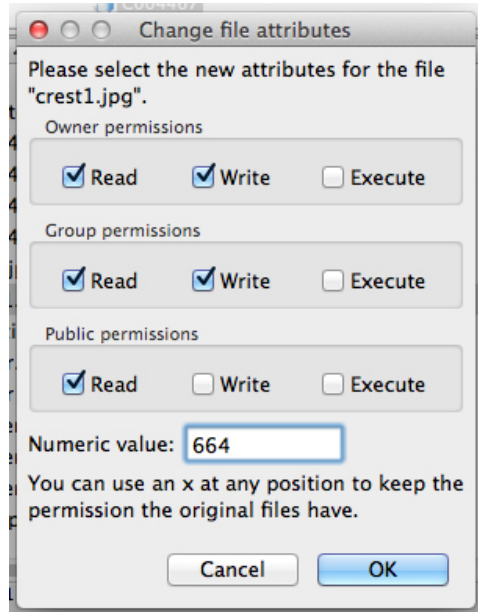 Change file attributes
Please select the new attributes for the file
"crest1.jpg".
Owner permissions
Read Write Execute
Group permissions
Read Write Execute
Public permissions
Read Write Execute
Numeric value: 664
You can use an x at any position to keep the
permission the original files have.
Cancel OK